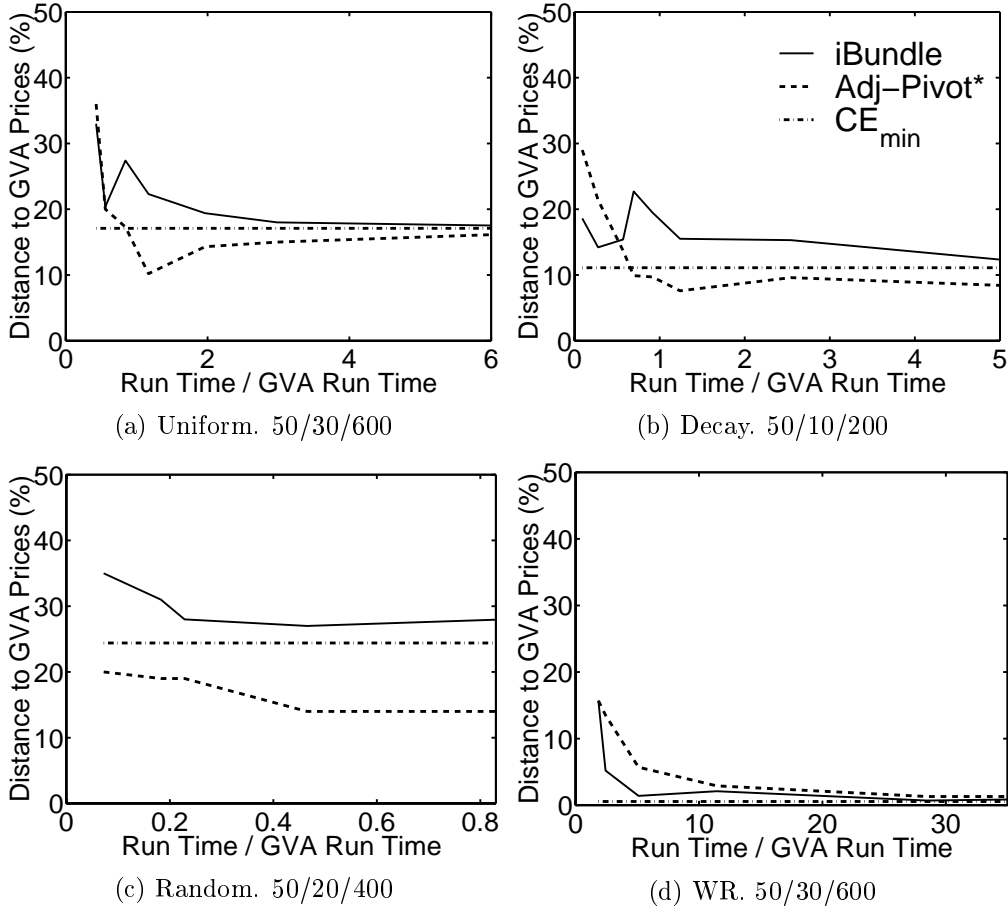 50
40
30
20
10
0
Distance to GVA Prices (%)
0 2 4 6
Run Time / GVA Run Time
(a) Uniform. 50/30/600
50
40
30
20
10
0
Distance to GVA Prices (%)
iBundle
Adj-Pivot*
CEmin
0 1 2 3 4 5
Run Time / GVA Run Time
(b) Decay. 50/10/200
50
40
30
20
10
0
Distance to GVA Prices (%)
0 0.2 0.4 0.6 0.8
Run Time / GVA Run Time
(c) Random. 50/20/400
50
40
30
20
10
0
Distance to GVA Prices (%)
0 10 20 30
Run Time / GVA Run Time
(d) WR. 50/30/600